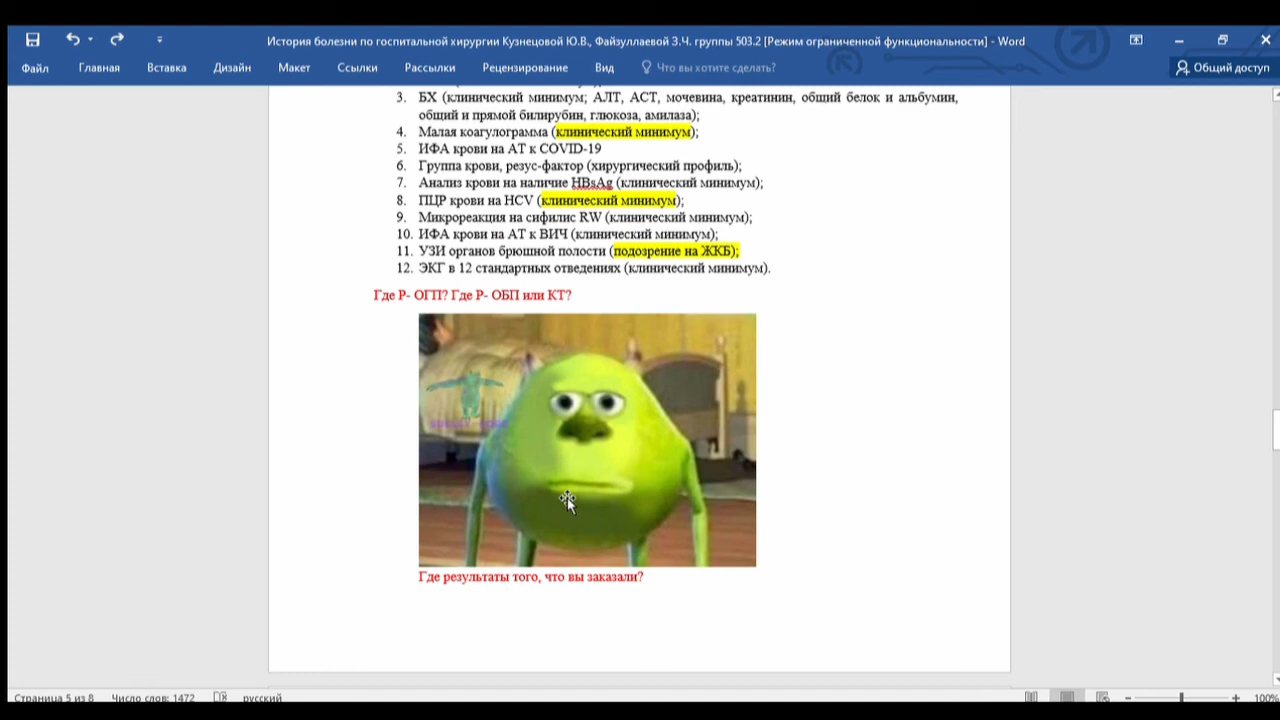 История болезни по госпитальной хирургии Кузнецовой Ю.В., Файзуллаевой З.Ч. группы 503.2 [Режим ограниченной функциональности] - Word
Файл Главная Вставка Дизайн Макет Ссылки Рассылки Рецензирование Вид Что вы хотите сделать? Общий доступ
3. БХ (клинический минимум; АЛТ, АСТ, мочевина, креатинин, общий белок и альбумин,
общий и прямой билирубин, глюкоза, амилаза);
4. Малая коагулограмма (клинический минимум);
5. ИФА крови на АТ к COVID-19
6. Группа крови, резус-фактор (хирургический профиль);
7. Анализ крови на наличие HBsAg (клинический минимум);
8. ПЦР крови на HCV (клинический минимум);
9. Микрореакция на сифилис RW (клинический минимум);
10. ИФА крови на АТ к ВИЧ (клинический минимум);
11. УЗИ органов брюшной полости (подозрение на ЖКБ);
12. ЭКГ в 12 стандартных отведениях (клинический минимум).
Где Р- ОГП? Где Р- ОБП или КТ?
Где результаты того, что вы заказали?
Страница 5 из 8 Число слов: 1472 русский 100%